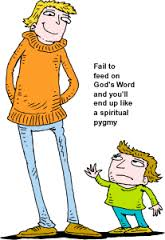 Fail to
feed on
God's Word
and you'll
end up like
a spiritual
pygmy